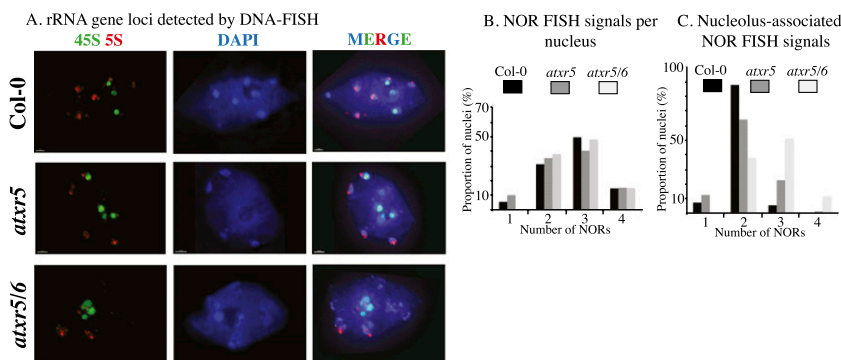 A. rRNA gene loci detected by DNA-FISH
45S 5S DAPI MERGE
Col-0
atxr5
atxr5/6
B. NOR FISH signals per
nucleus
Col-0 atxr5 atxr5/6
Proportion of nuclei (%)
70
50
10
1 2 3 4
Number of NORs
C. Nucleolus-associated
NOR FISH signals
Col-0 atxr5 atxr5/6
Proportion of nuclei (%)
100
50
10
1 2 3 4
Number of NORs